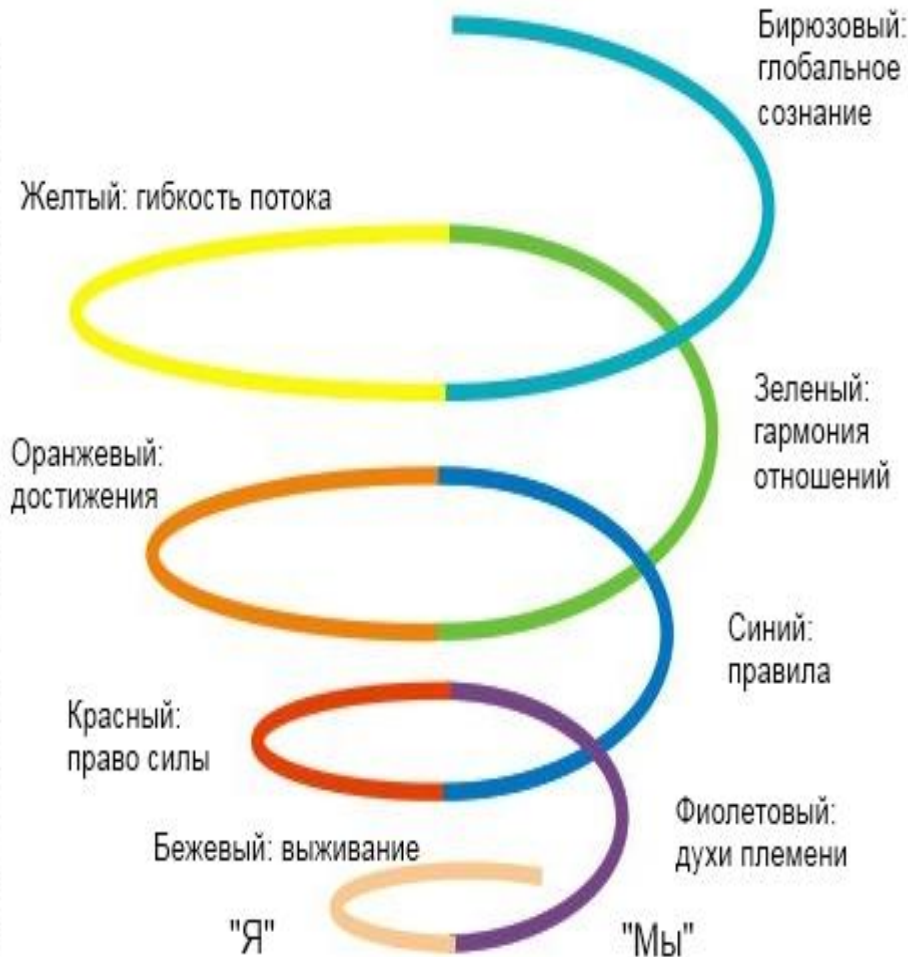 Бирюзовый:
глобальное
сознание
Желтый: гибкость потока
Зеленый:
гармония
отношений
Оранжевый:
достижения
Синий:
правила
Красный:
право силы
Фиолетовый:
духи племени
Бежевый: выживание
"Я"
"Мы"